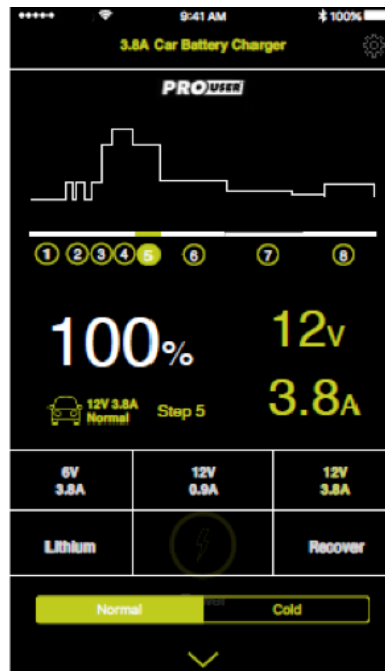 9:41 AM 100%
3.8A Car Battery Charger
PRO USER
1 2 3 4 5 6 7 8
100% 12V
12V 3.8A
Normal Step 5 3.8A
6V 12V 12V
3.8A 0.9A 3.8A
Lithium Recover
Normal Cold